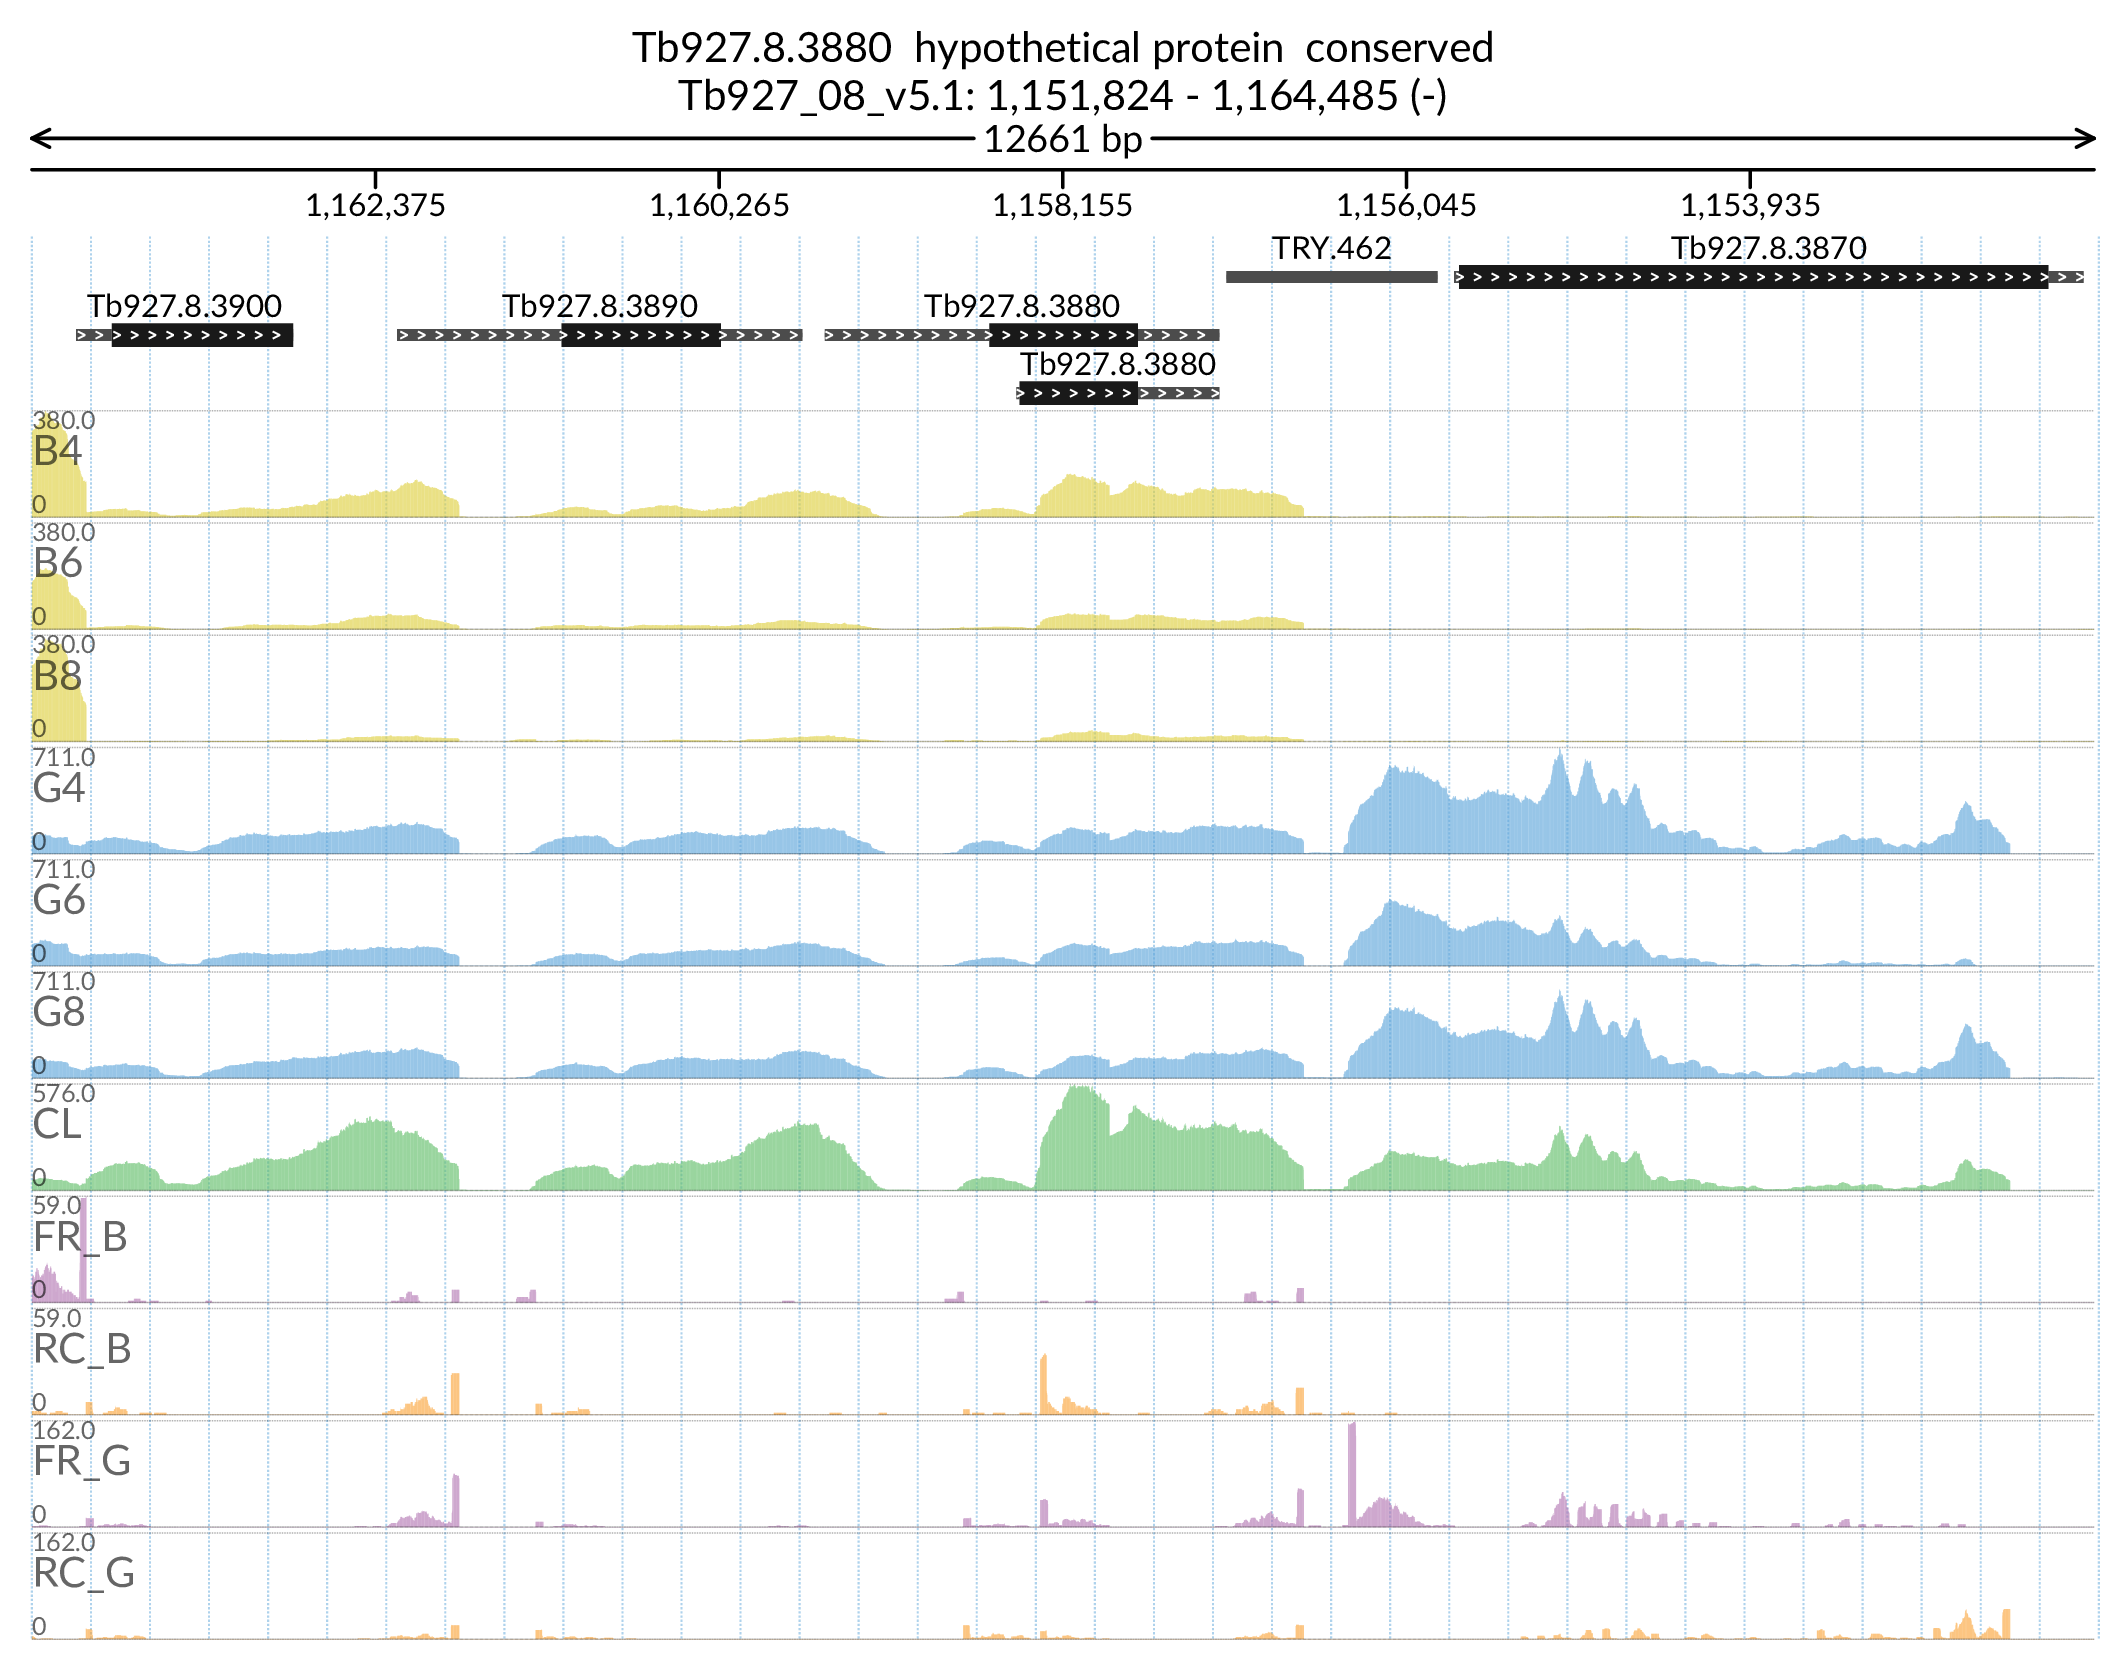 Tb927.8.3880  hypothetical protein  conserved
Tb927_08_v5.1: 1,151,824 - 1,164,485 (-)
12661 bp
1,162,375 1,160,265 1,158,155 1,156,045 1,153,935
TRY.462 Tb927.8.3870
Tb927.8.3900 Tb927.8.3890 Tb927.8.3880
Tb927.8.3880
380.0
B4
0
380.0
B6
0
380.0
B8
0
711.0
G4
0
711.0
G6
0
711.0
G8
0
576.0
CL
0
59.0
FR_B
0
59.0
RC_B
0
162.0
FR_G
0
162.0
RC_G
0